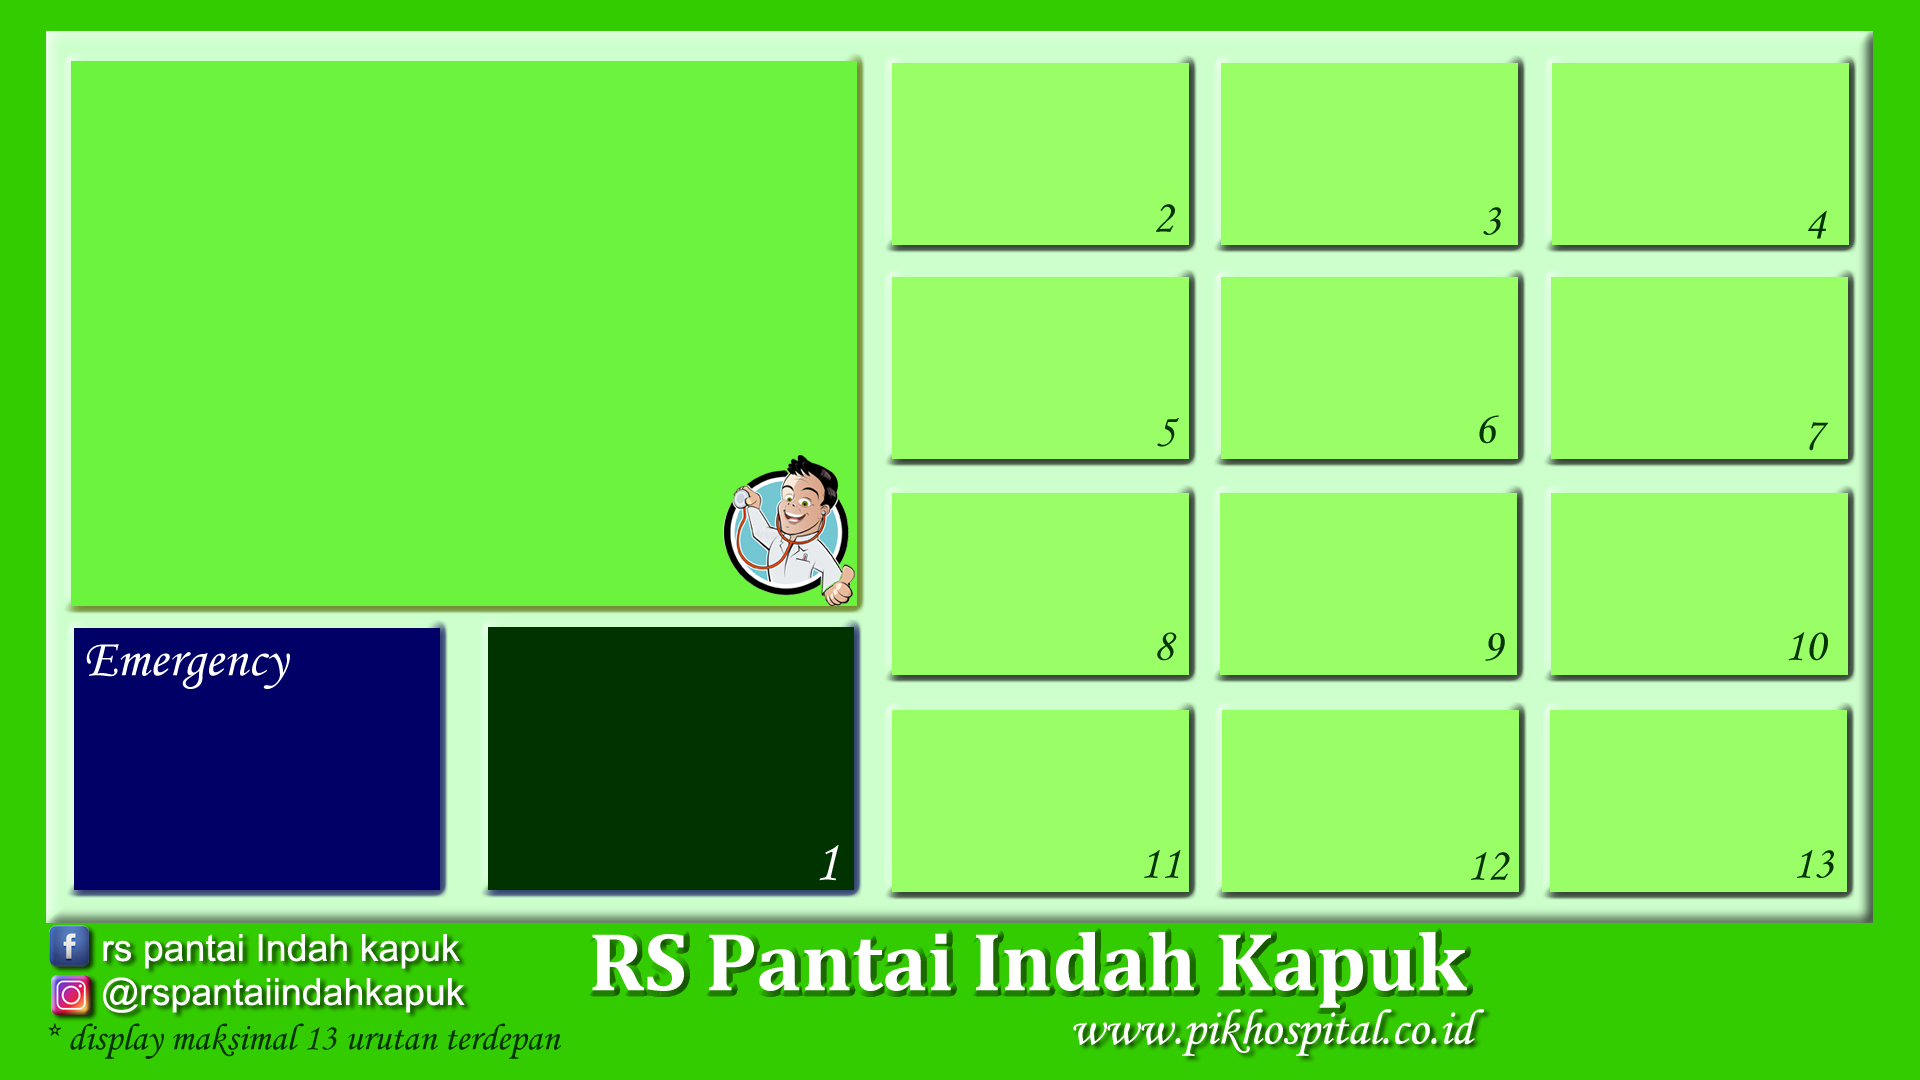 2
3
4
5
6
7
8
9
10
Emergency
1
11
12
13
rs pantai Indah kapuk
@rspantaiindahkapuk
* display maksimal 13 urutan terdepan
RS Pantai Indah Kapuk
www.pikhospital.co.id